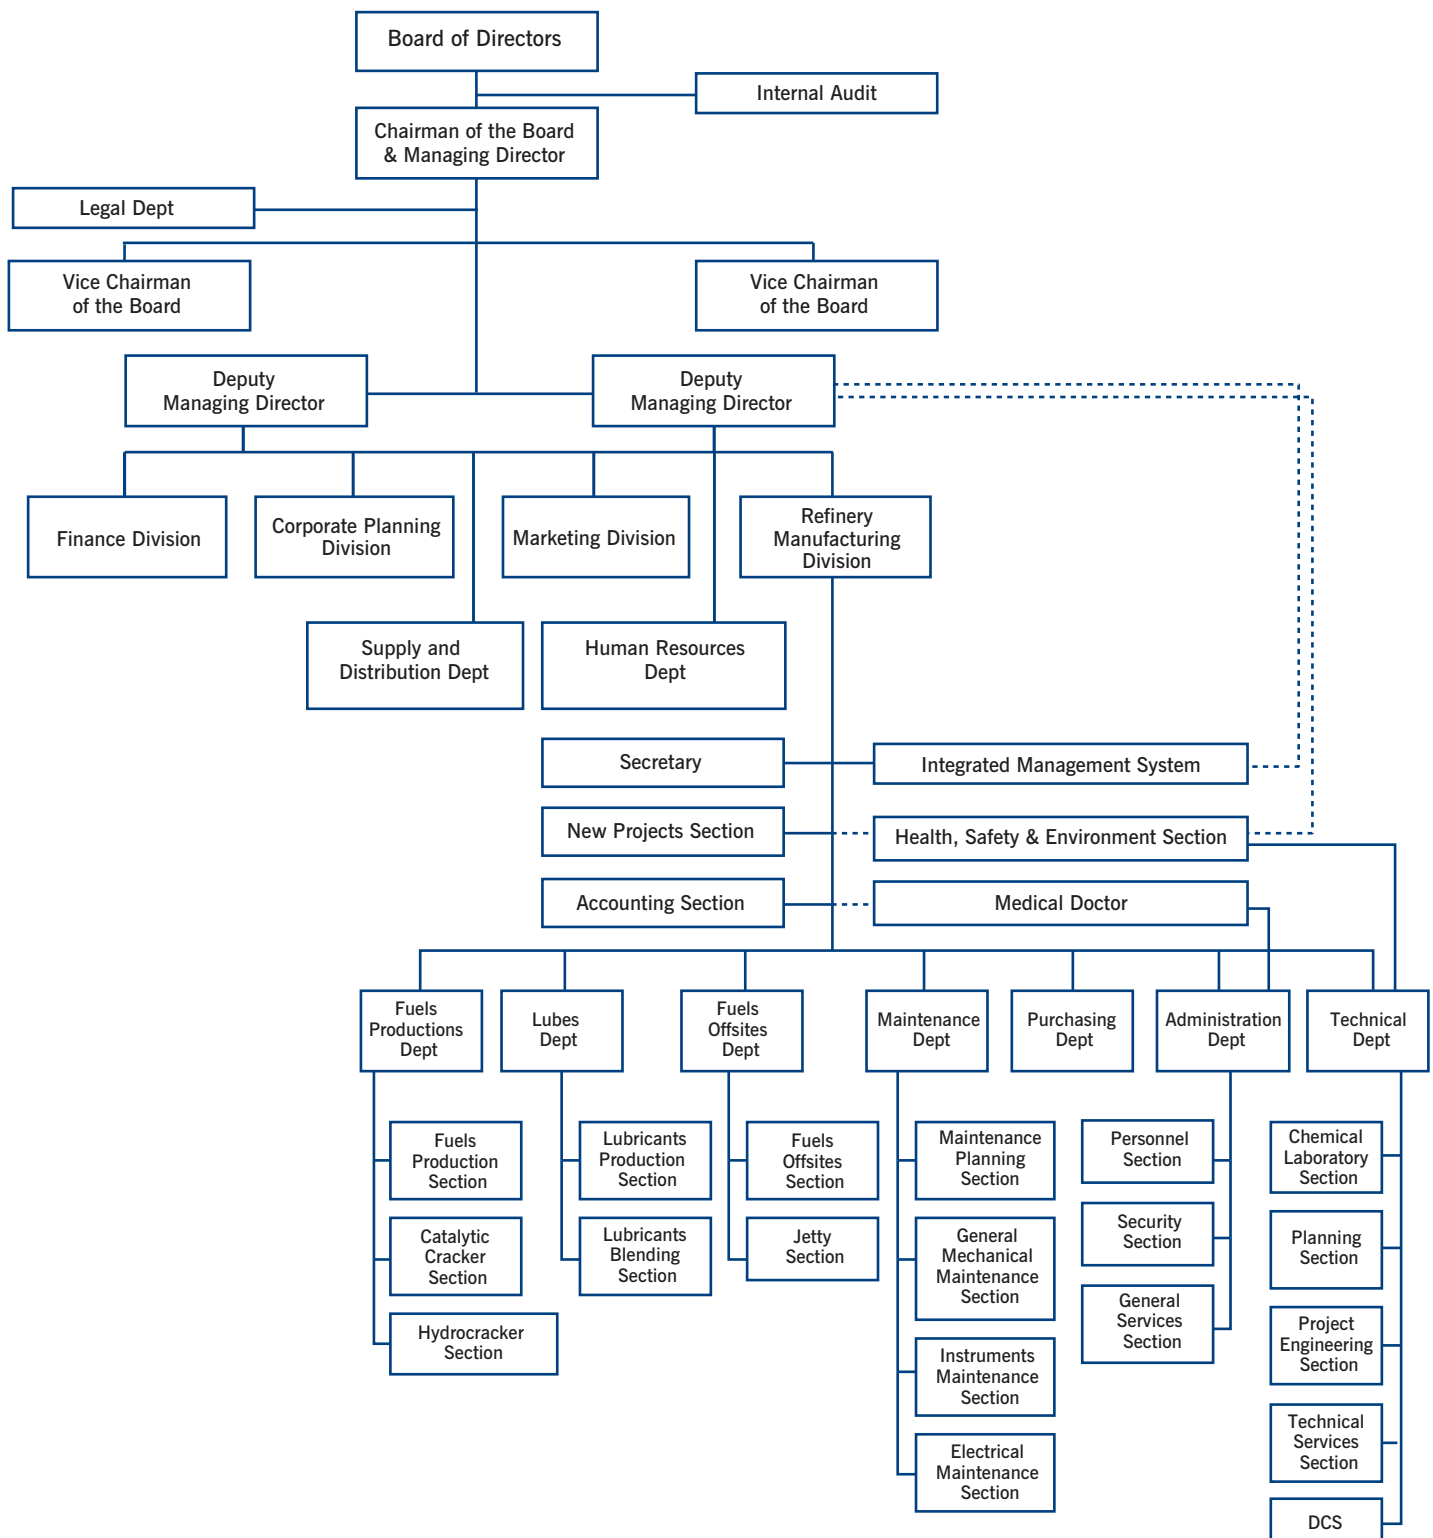 Board of Directors
Internal Audit
Chairman of the Board
& Managing Director
Legal Dept
Vice Chairman
of the Board
Vice Chairman
of the Board
Deputy
Managing Director
Deputy
Managing Director
Finance Division
Corporate Planning
Division
Marketing Division
Refinery
Manufacturing
Division
Supply and
Distribution Dept
Human Resources
Dept
Secretary
Integrated Management System
New Projects Section
Health, Safety & Environment Section
Accounting Section
Medical Doctor
Fuels
Productions
Dept
Lubes
Dept
Fuels
Offsites
Dept
Maintenance
Dept
Purchasing
Dept
Administration
Dept
Technical
Dept
Fuels
Production
Section
Catalytic
Cracker
Section
Hydrocracker
Section
Lubricants
Production
Section
Lubricants
Blending
Section
Fuels
Offsites
Section
Jetty
Section
Maintenance
Planning
Section
General
Mechanical
Maintenance
Section
Instruments
Maintenance
Section
Electrical
Maintenance
Section
Personnel
Section
Security
Section
General
Services
Section
Chemical
Laboratory
Section
Planning
Section
Project
Engineering
Section
Technical
Services
Section
DCS